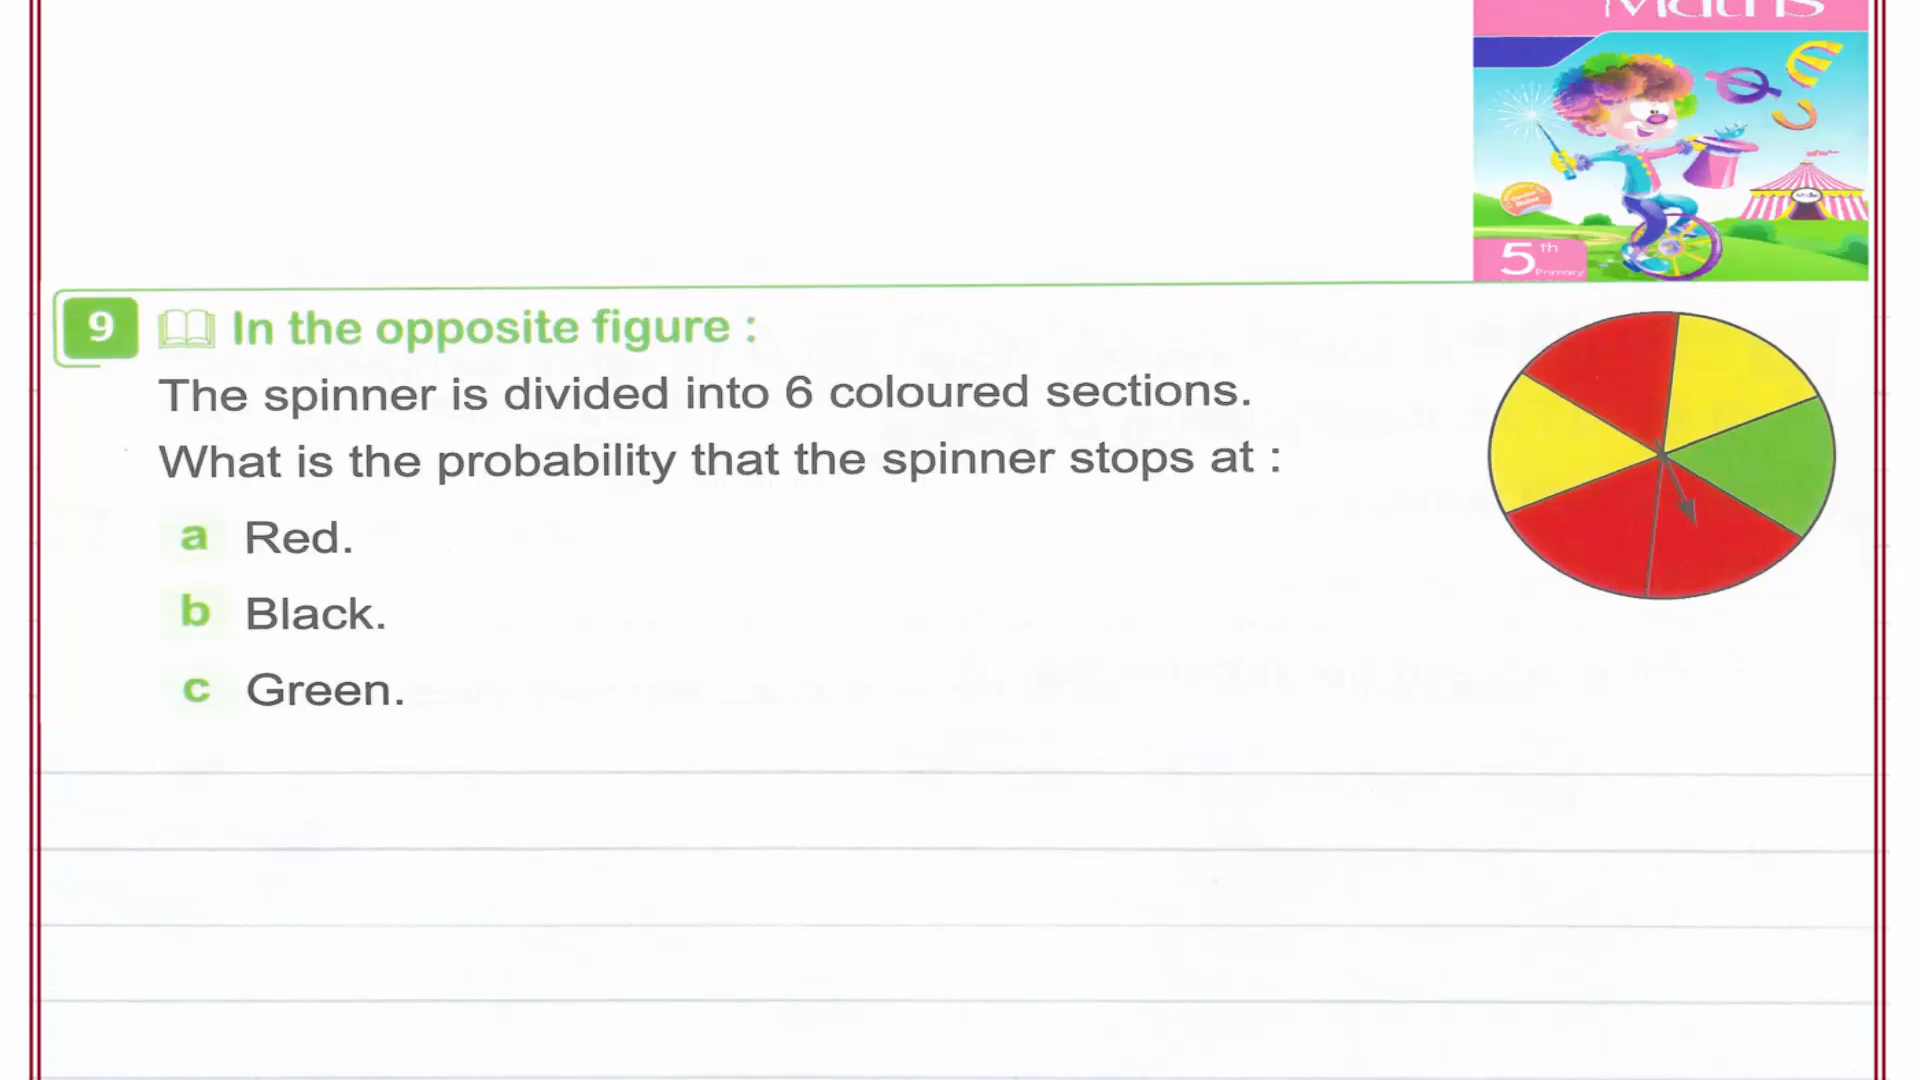 Maths
5th
Primary
9 In the opposite figure :
The spinner is divided into 6 coloured sections.
What is the probability that the spinner stops at :
a Red.
b Black.
c Green.